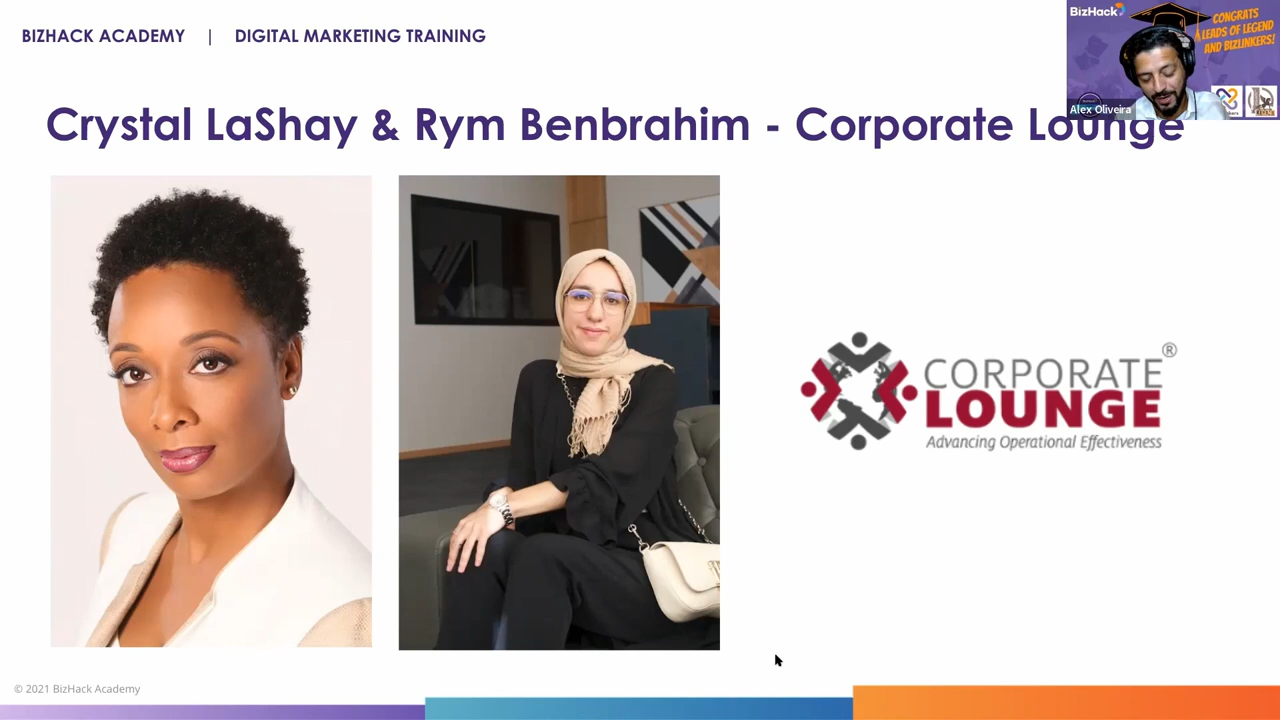 BIZHACK ACADEMY | DIGITAL MARKETING TRAINING
BizHack
CONGRATS
LEADS OF LEGEND
AND BIZLINKERS!
Alex Oliveira
Crystal LaShay & Rym Benbrahim - Corporate Lounge
CORPORATE®
LOUNGE
Advancing Operational Effectiveness
© 2021 BizHack Academy